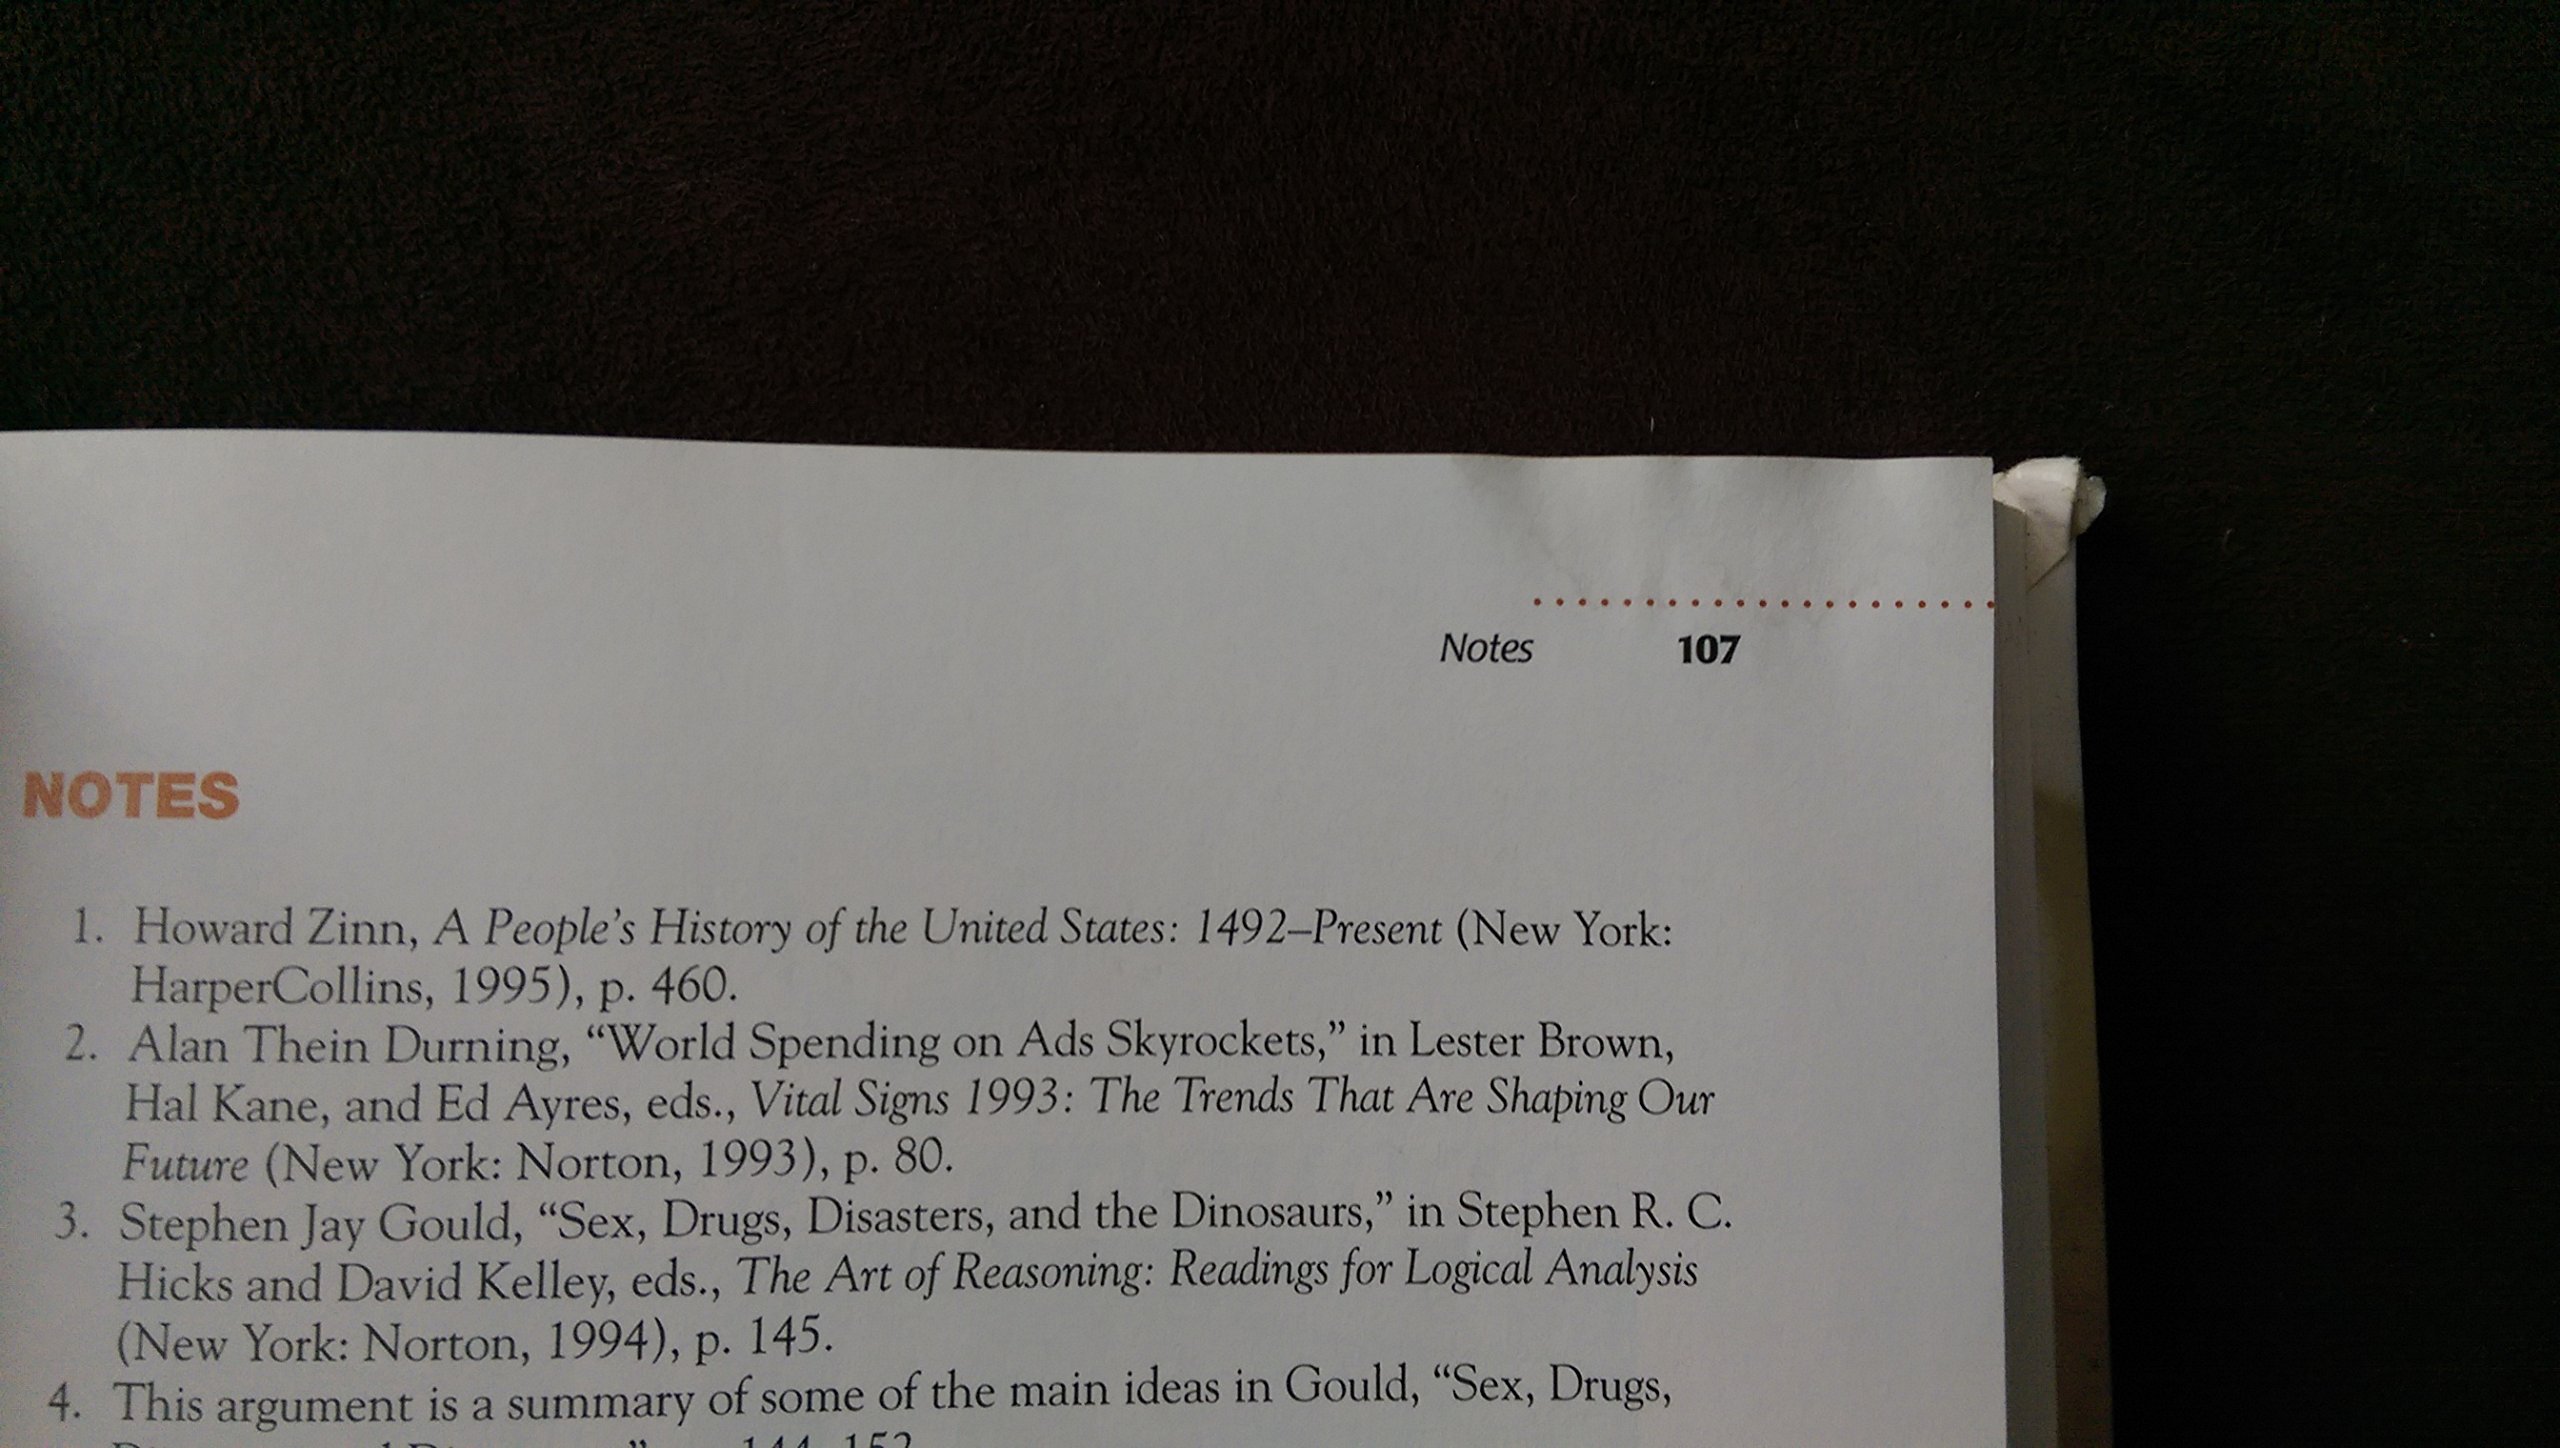 Notes 107
NOTES
1. Howard Zinn, A People's History of the United States: 1492–Present (New York:
HarperCollins, 1995), p. 460.
2. Alan Thein Durning, “World Spending on Ads Skyrockets,” in Lester Brown,
Hal Kane, and Ed Ayres, eds., Vital Signs 1993: The Trends That Are Shaping Our
Future (New York: Norton, 1993), p. 80.
3. Stephen Jay Gould, “Sex, Drugs, Disasters, and the Dinosaurs,” in Stephen R. C.
Hicks and David Kelley, eds., The Art of Reasoning: Readings for Logical Analysis
(New York: Norton, 1994), p. 145.
4. This argument is a summary of some of the main ideas in Gould, “Sex, Drugs,
144–152